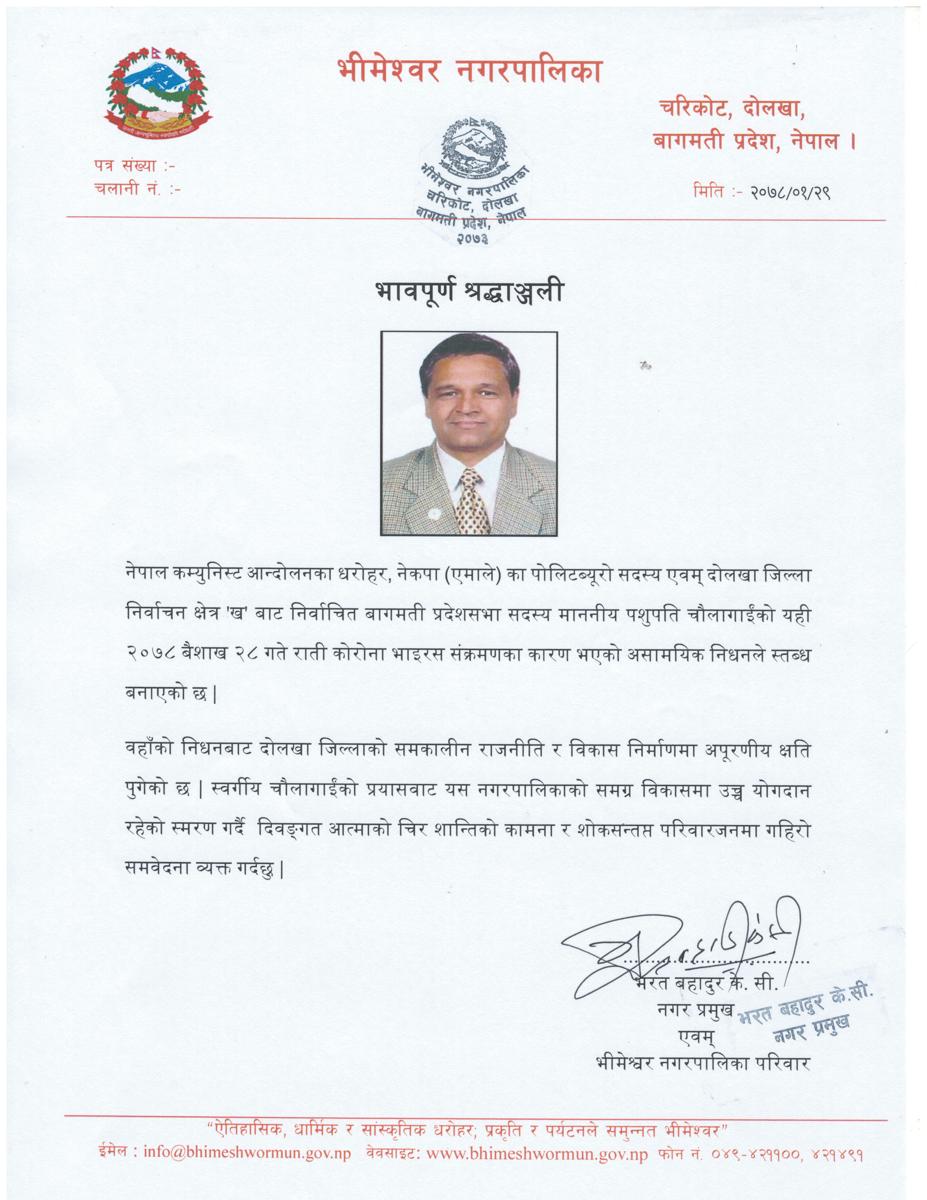 भीमेश्वर नगरपालिका
चरिकोट, दोलखा,
बागमती प्रदेश, नेपाल ।
पत्र संख्या :-
चलानी नं. :-
मिति :- २०७८/०१/२९
भीमेश्वर नगरपालिका
चरिकोट, दोलखा
बागमती प्रदेश, नेपाल
२०७३
भावपूर्ण श्रद्धाञ्जली
नेपाल कम्युनिस्ट आन्दोलनका धरोहर, नेकपा (एमाले) का पोलिटब्यूरो सदस्य एवम् दोलखा जिल्ला
निर्वाचन क्षेत्र 'ख' बाट निर्वाचित बागमती प्रदेशसभा सदस्य माननीय पशुपति चौलागाईंको यही
२०७८ बैशाख २८ गते राती कोरोना भाइरस संक्रमणका कारण भएको असामयिक निधनले स्तब्ध
बनाएको छ |
वहाँको निधनबाट दोलखा जिल्लाको समकालीन राजनीति र विकास निर्माणमा अपूरणीय क्षति
पुगेको छ | स्वर्गीय चौलागाईंको प्रयासवाट यस नगरपालिकाको समग्र विकासमा उच्च योगदान
रहेको स्मरण गर्दै दिवङ्गत आत्माको चिर शान्तिको कामना र शोकसन्तप्त परिवारजनमा गहिरो
समवेदना व्यक्त गर्दछु |
भरत बहादुर के. सी.
नगर प्रमुख
भरत बहादुर के.सी.
नगर प्रमुख
एवम्
भीमेश्वर नगरपालिका परिवार
“ऐतिहासिक, धार्मिक र सांस्कृतिक धरोहर; प्रकृति र पर्यटनले समुन्नत भीमेश्वर”
ईमेल : info@bhimeshwormun.gov.np वेवसाइट: www.bhimeshwormun.gov.np फोन नं. ०४९-४२११००, ४२१४९१